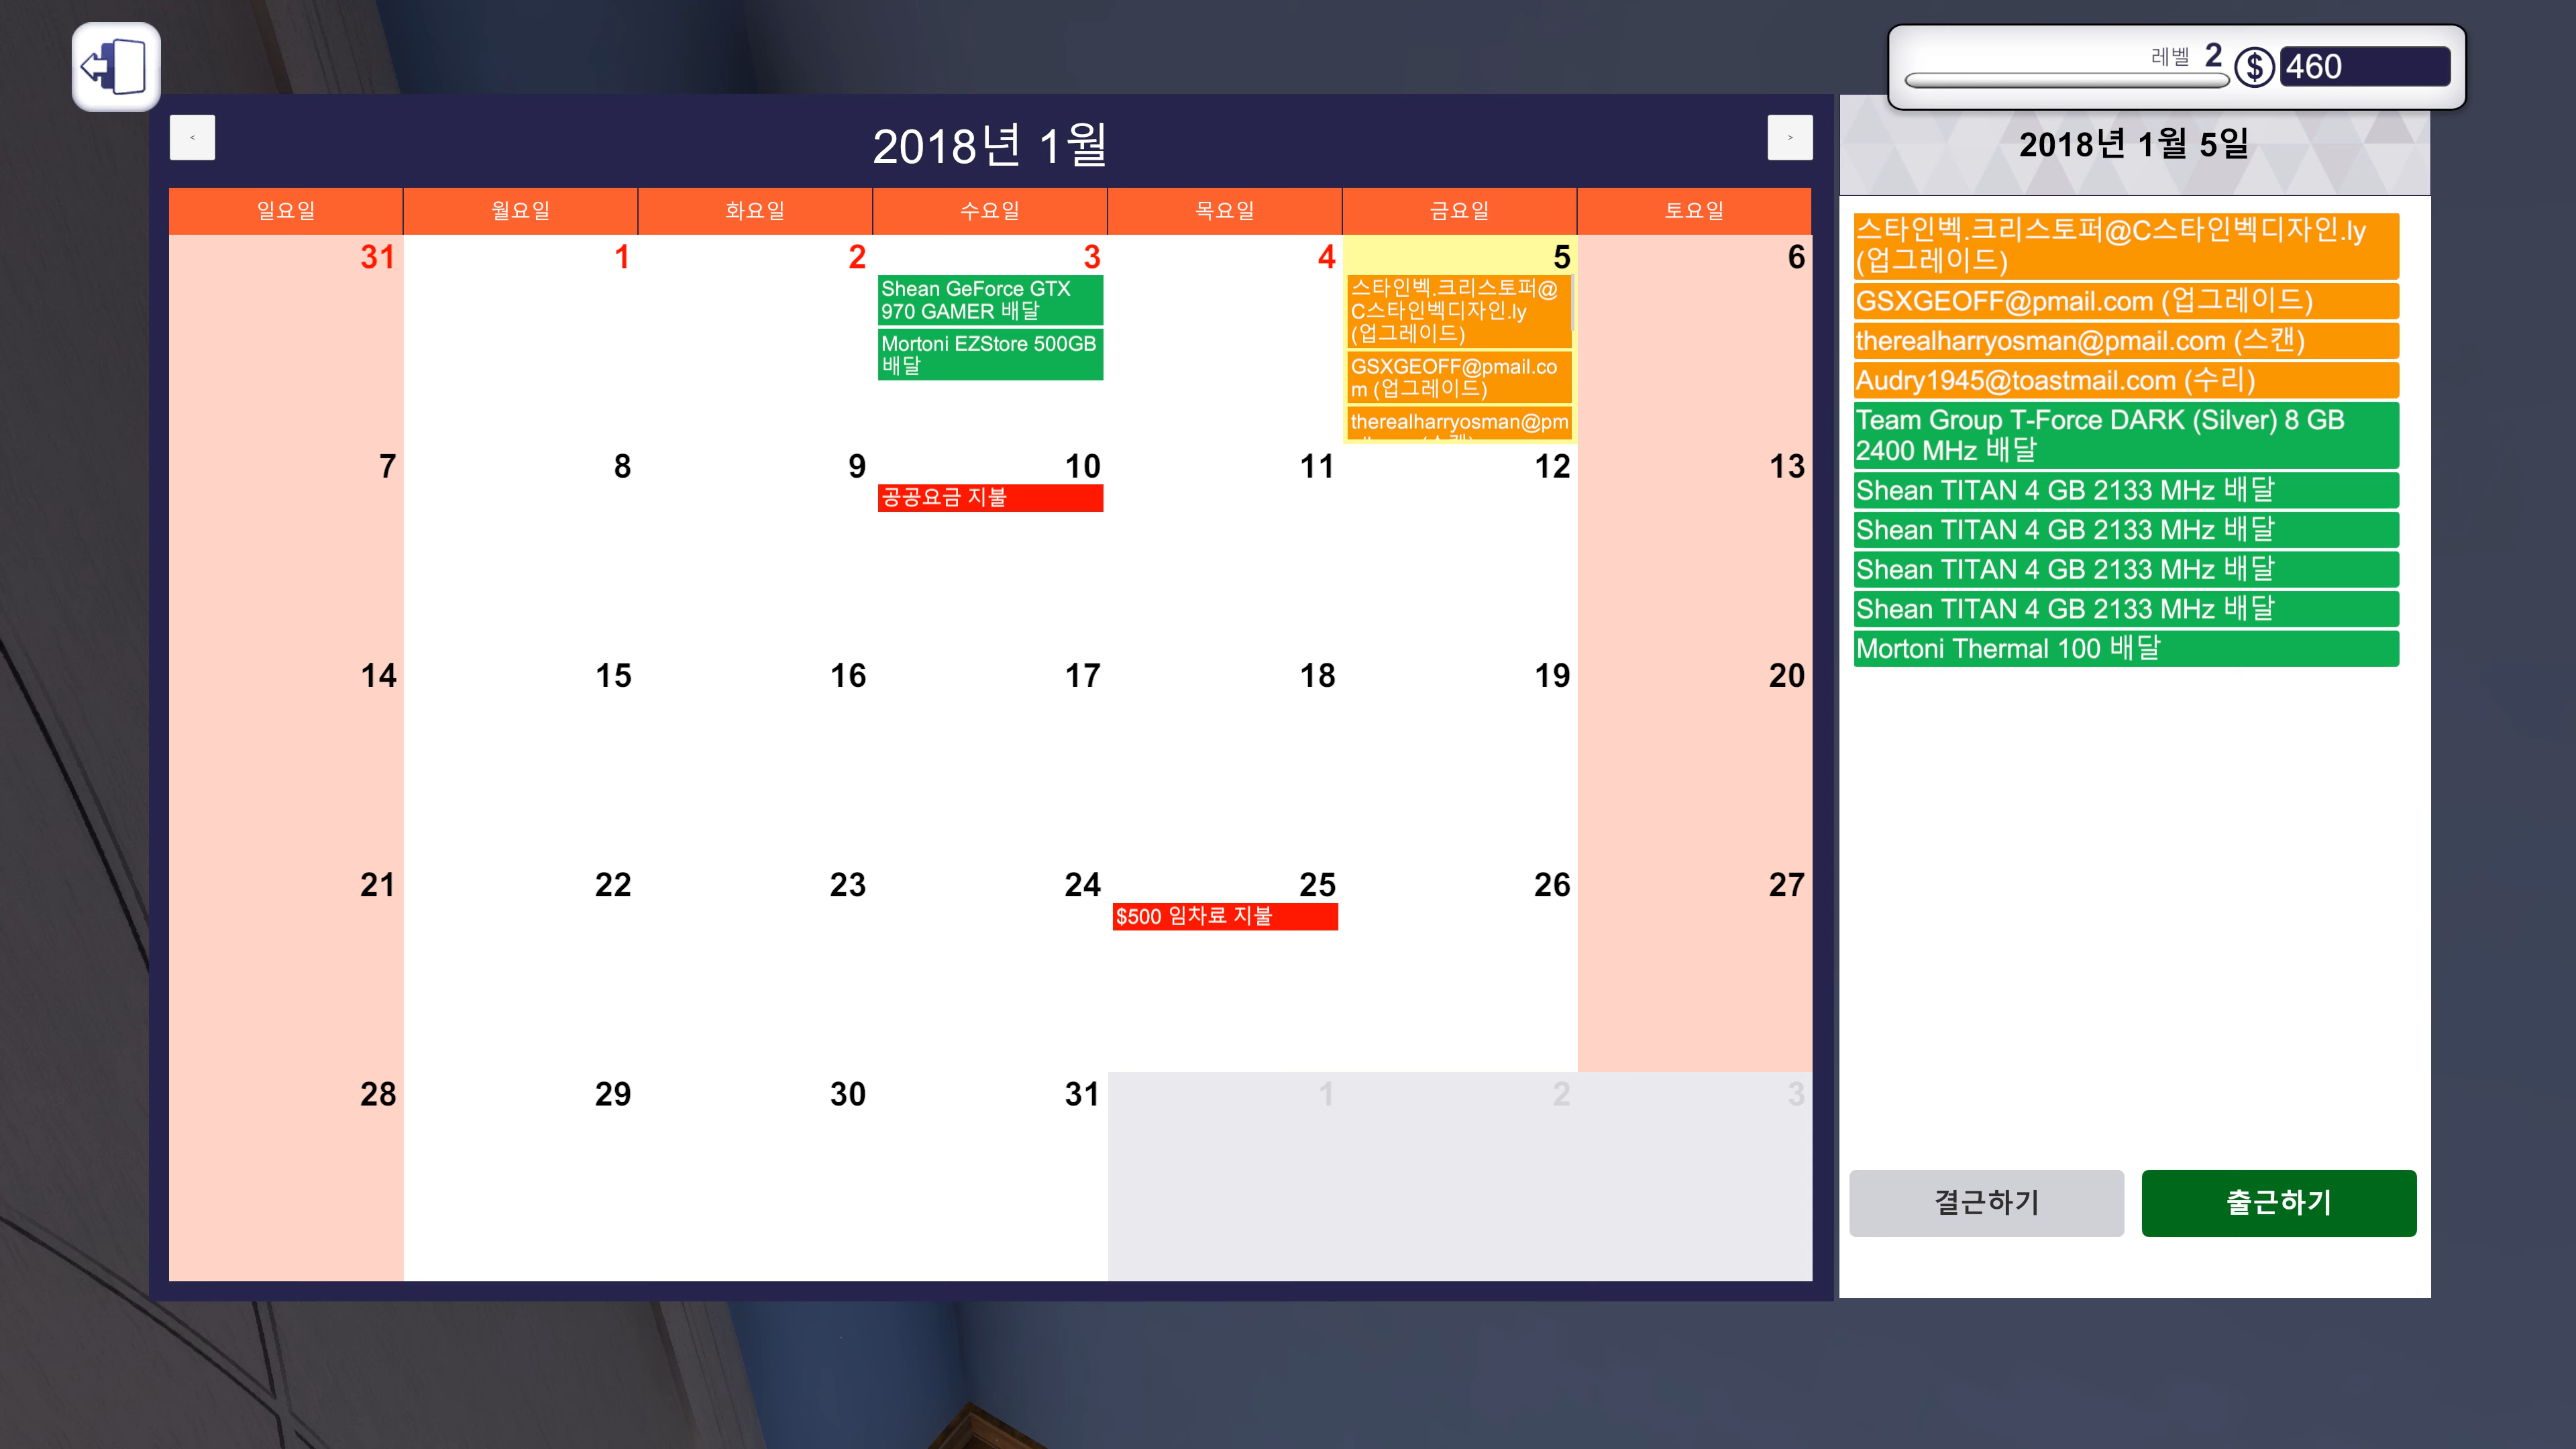 레벨 2
460
<
2018년 1월
>
2018년 1월 5일
일요일 월요일 화요일 수요일 목요일 금요일 토요일
31 1 2 3 4 5 6
Shean GeForce GTX
970 GAMER 배달
Mortoni EZStore 500GB
배달
스타인벡.크리스토퍼@
C스타인벡디자인.ly
(업그레이드)
GSXGEOFF@pmail.co
m (업그레이드)
therealharryosman@pm
7 8 9 10 11 12 13
공공요금 지불
14 15 16 17 18 19 20
21 22 23 24 25 26 27
$500 임차료 지불
28 29 30 31 1 2 3
스타인벡.크리스토퍼@C스타인벡디자인.ly
(업그레이드)
GSXGEOFF@pmail.com (업그레이드)
therealharryosman@pmail.com (스캔)
Audry1945@toastmail.com (수리)
Team Group T-Force DARK (Silver) 8 GB
2400 MHz 배달
Shean TITAN 4 GB 2133 MHz 배달
Shean TITAN 4 GB 2133 MHz 배달
Shean TITAN 4 GB 2133 MHz 배달
Shean TITAN 4 GB 2133 MHz 배달
Mortoni Thermal 100 배달
결근하기
출근하기